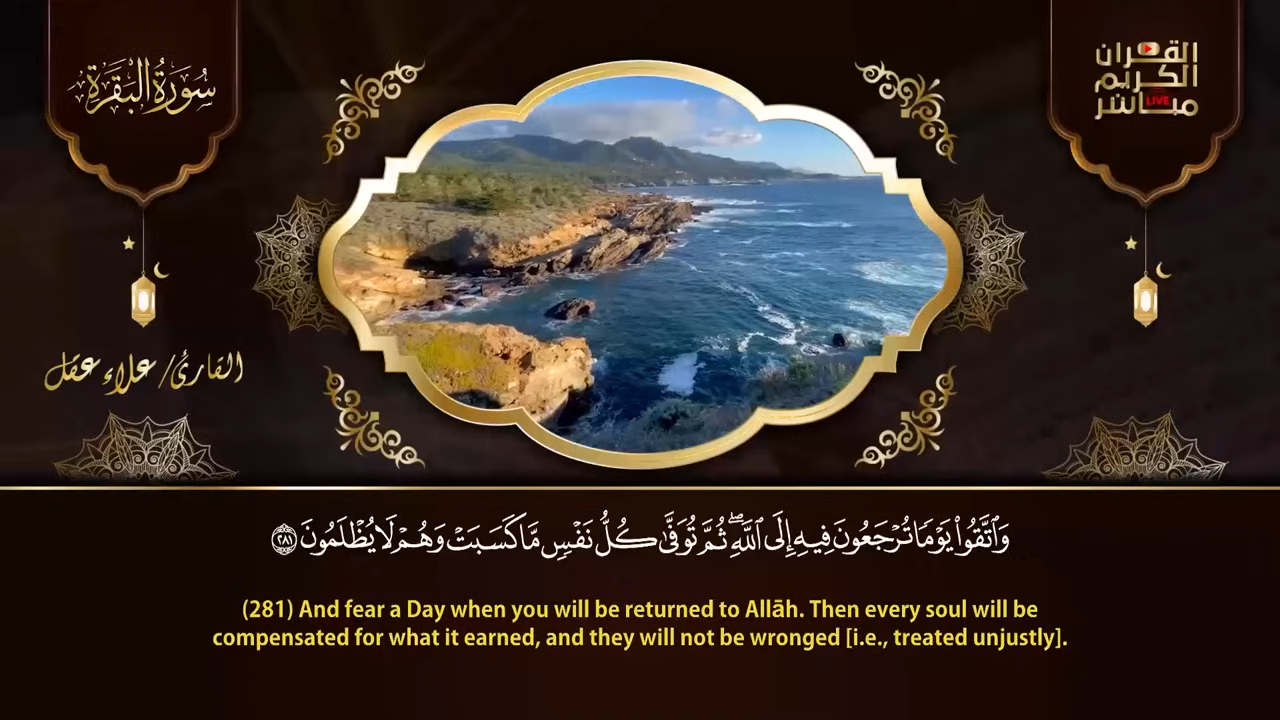 سُورَةُ البَقَرَةِ
القرآن
الكريم
مباشر
LIVE
القارئ/ علاء عقل
وَٱتَّقُوا۟ يَوْمًا تُرْجَعُونَ فِيهِ إِلَى ٱللَّهِ ۖ ثُمَّ تُوَفَّىٰ كُلُّ نَفْسٍ مَّا كَسَبَتْ وَهُمْ لَا يُظْلَمُونَ ٢٨١
(281) And fear a Day when you will be returned to Allāh. Then every soul will be
compensated for what it earned, and they will not be wronged [i.e., treated unjustly].